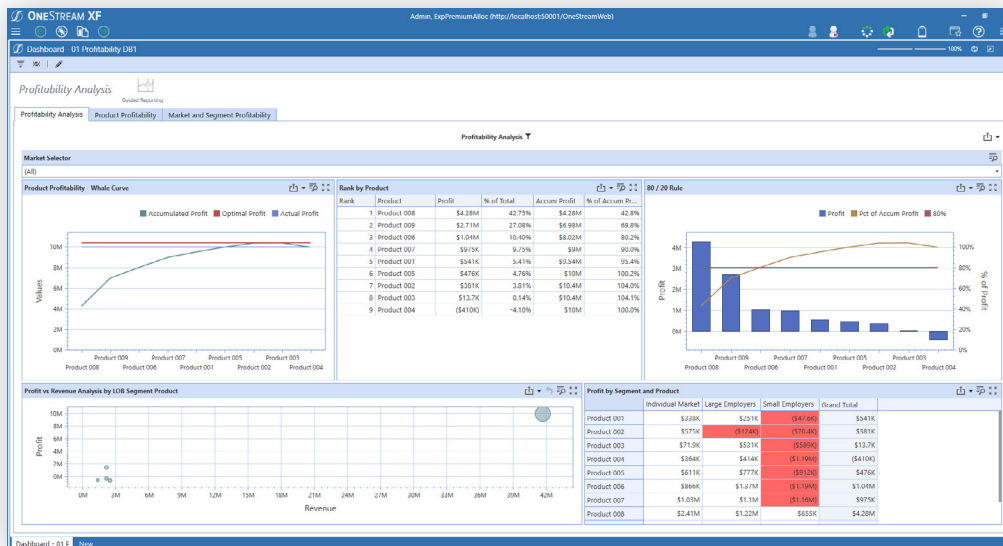 ONESTREAM XF
Admin, ExpPremiumAlloc (http://localhost:50001/OneStreamWeb)
Dashboard - 01 Profitability DB1
100%
Profitability Analysis
Guided Reporting
Profitability Analysis Product Profitability Market and Segment Profitability
Profitability Analysis
Market Selector
(All)
Product Profitability Whale Curve
Accumulated Profit Optimal Profit Actual Profit
Values
10M
8M
6M
4M
2M
0M
Product 009 Product 007 Product 005 Product 003
Product 008 Product 006 Product 001 Product 002 Product 004
Rank by Product
Rank Product Profit % of Total Accum Profit % of Accum Pr...
1 Product 008 $4.28M 42.75% $4.28M 42.8%
2 Product 009 $2.71M 27.08% $6.98M 69.8%
3 Product 006 $1.04M 10.40% $8.02M 80.2%
4 Product 007 $975K 9.75% $9M 90.0%
5 Product 001 $541K 5.41% $9.54M 95.4%
6 Product 005 $476K 4.76% $10M 100.2%
7 Product 002 $381K 3.81% $10.4M 104.0%
8 Product 003 $13.7K 0.14% $10.4M 104.1%
9 Product 004 ($410K) -4.10% $10M 100.0%
80 / 20 Rule
Profit Pct of Accum Profit 80%
Profit
4M
3M
2M
1M
0M
100%
80%
60%
40%
20%
0%
% of Profit
Product 009 Product 007 Product 005 Product 003
Product 008 Product 006 Product 001 Product 002 Product 004
Profit vs Revenue Analysis by LOB Segment Product
Profit
10M
8M
6M
4M
2M
0M
0M 3M 6M 9M 12M 15M 18M 21M 24M 27M 30M 33M 36M 39M 42M
Revenue
Profit by Segment and Product
Individual Market Large Employers Small Employers Grand Total
Product 001 $338K $251K ($47.6K) $541K
Product 002 $575K ($124K) ($70.4K) $381K
Product 003 $71.9K $531K ($589K) $13.7K
Product 004 $364K $414K ($1.19M) ($410K)
Product 005 $611K $777K ($912K) $476K
Product 006 $866K $1.37M ($1.19M) $1.04M
Product 007 $1.03M $1.1M ($1.16M) $975K
Product 008 $2.41M $1.22M $655K $4.28M
Dashboard - 01 F New